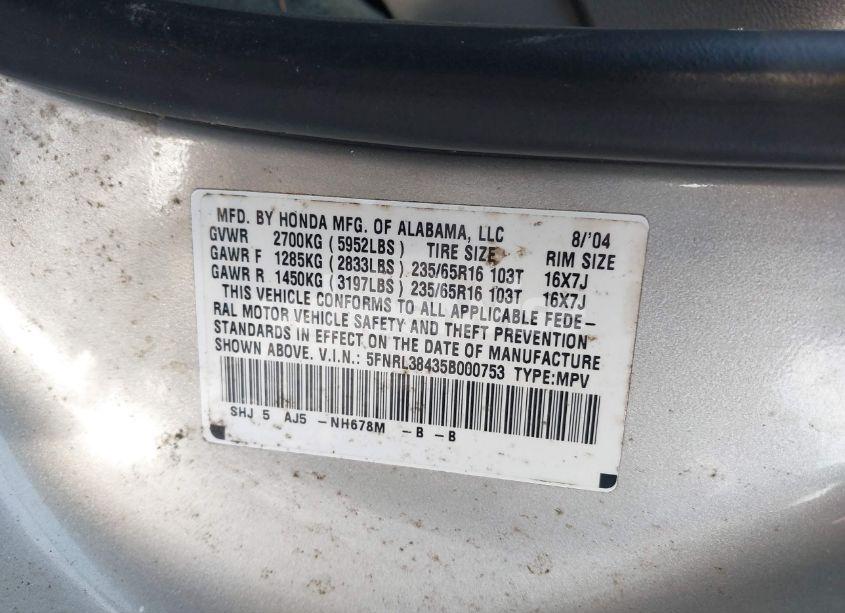 MFD. BY HONDA MFG. OF ALABAMA, LLC 8/'04
GVWR 2700KG (5952LBS) TIRE SIZE RIM SIZE
GAWR F 1285KG (2833LBS) 235/65R16 103T 16X7J
GAWR R 1450KG (3197LBS) 235/65R16 103T 16X7J
THIS VEHICLE CONFORMS TO ALL APPLICABLE FEDE-
RAL MOTOR VEHICLE SAFETY AND THEFT PREVENTION
STANDARDS IN EFFECT ON THE DATE OF MANUFACTURE
SHOWN ABOVE. V.I.N.: 5FNRL38435B000753 TYPE:MPV
SHJ 5 AJ5 -NH678M -B -B